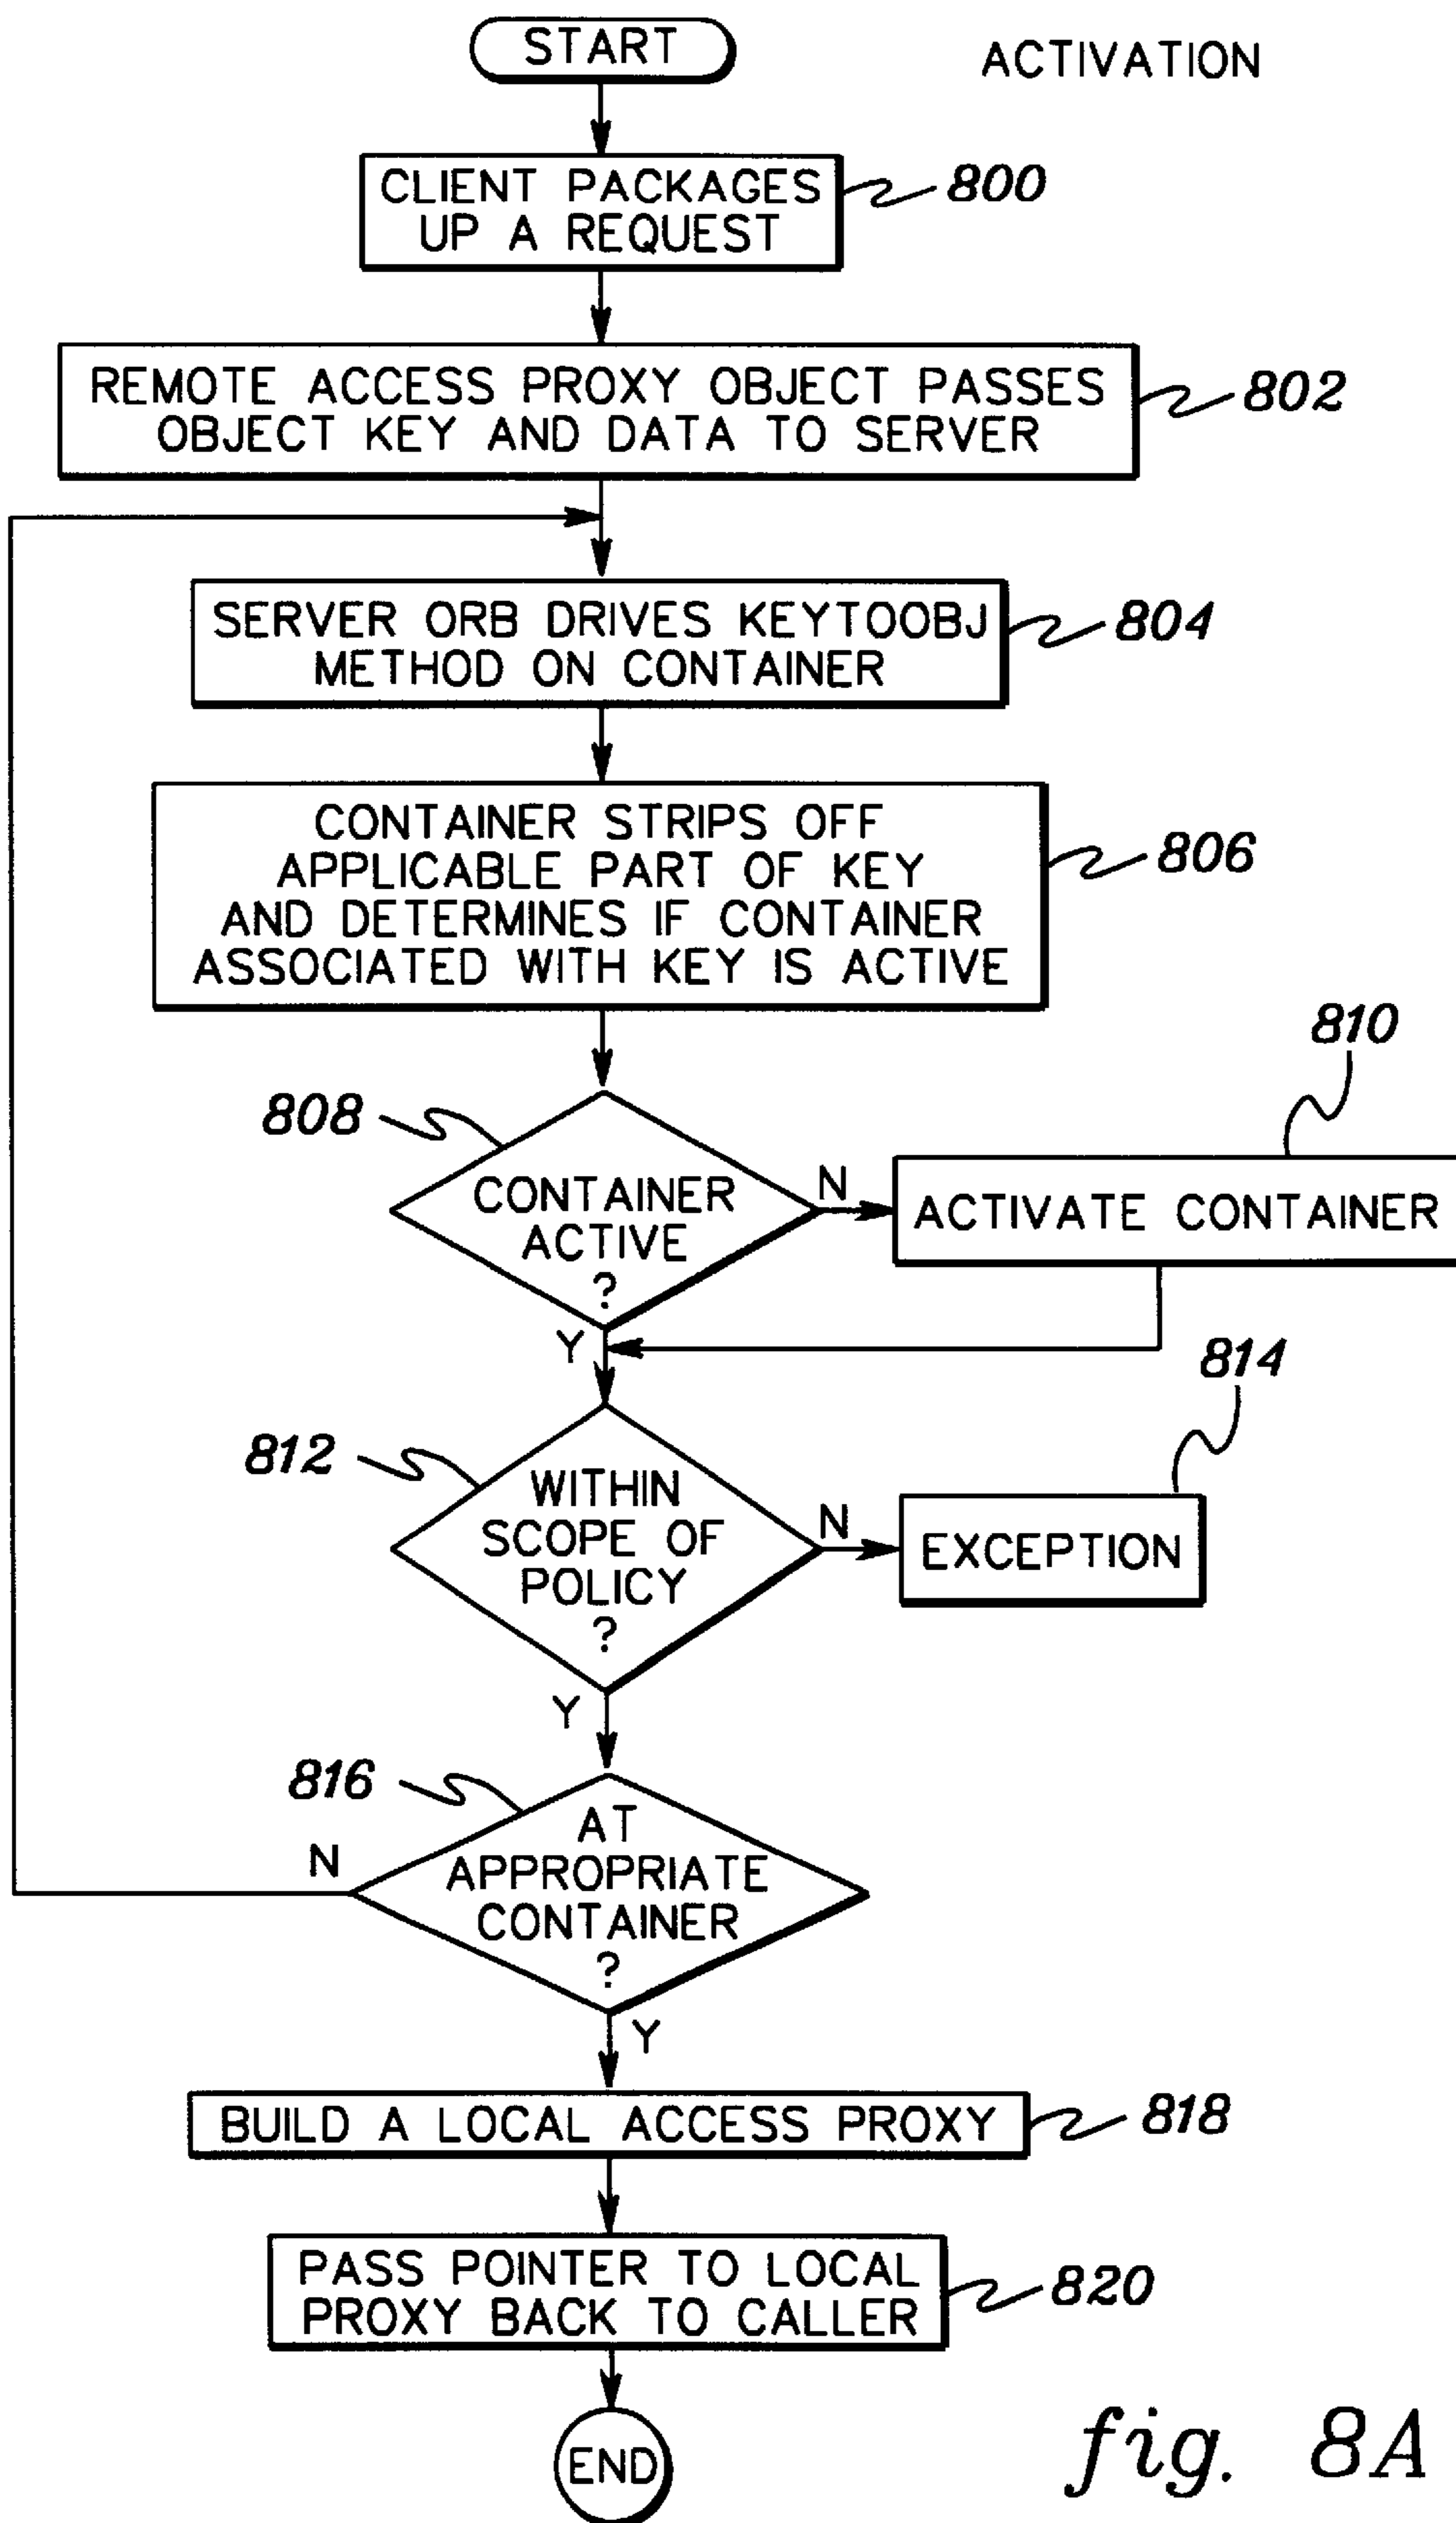 START
ACTIVATION
CLIENT PACKAGES
UP A REQUEST
800
REMOTE ACCESS PROXY OBJECT PASSES
OBJECT KEY AND DATA TO SERVER
802
SERVER ORB DRIVES KEYTOOBJ
METHOD ON CONTAINER
804
CONTAINER STRIPS OFF
APPLICABLE PART OF KEY
AND DETERMINES IF CONTAINER
ASSOCIATED WITH KEY IS ACTIVE
806
808
CONTAINER
ACTIVE
?
N
810
ACTIVATE CONTAINER
Y
812
WITHIN
SCOPE OF
POLICY
?
N
814
EXCEPTION
Y
816
AT
APPROPRIATE
CONTAINER
?
N
Y
BUILD A LOCAL ACCESS PROXY
818
PASS POINTER TO LOCAL
PROXY BACK TO CALLER
820
END
fig. 8A